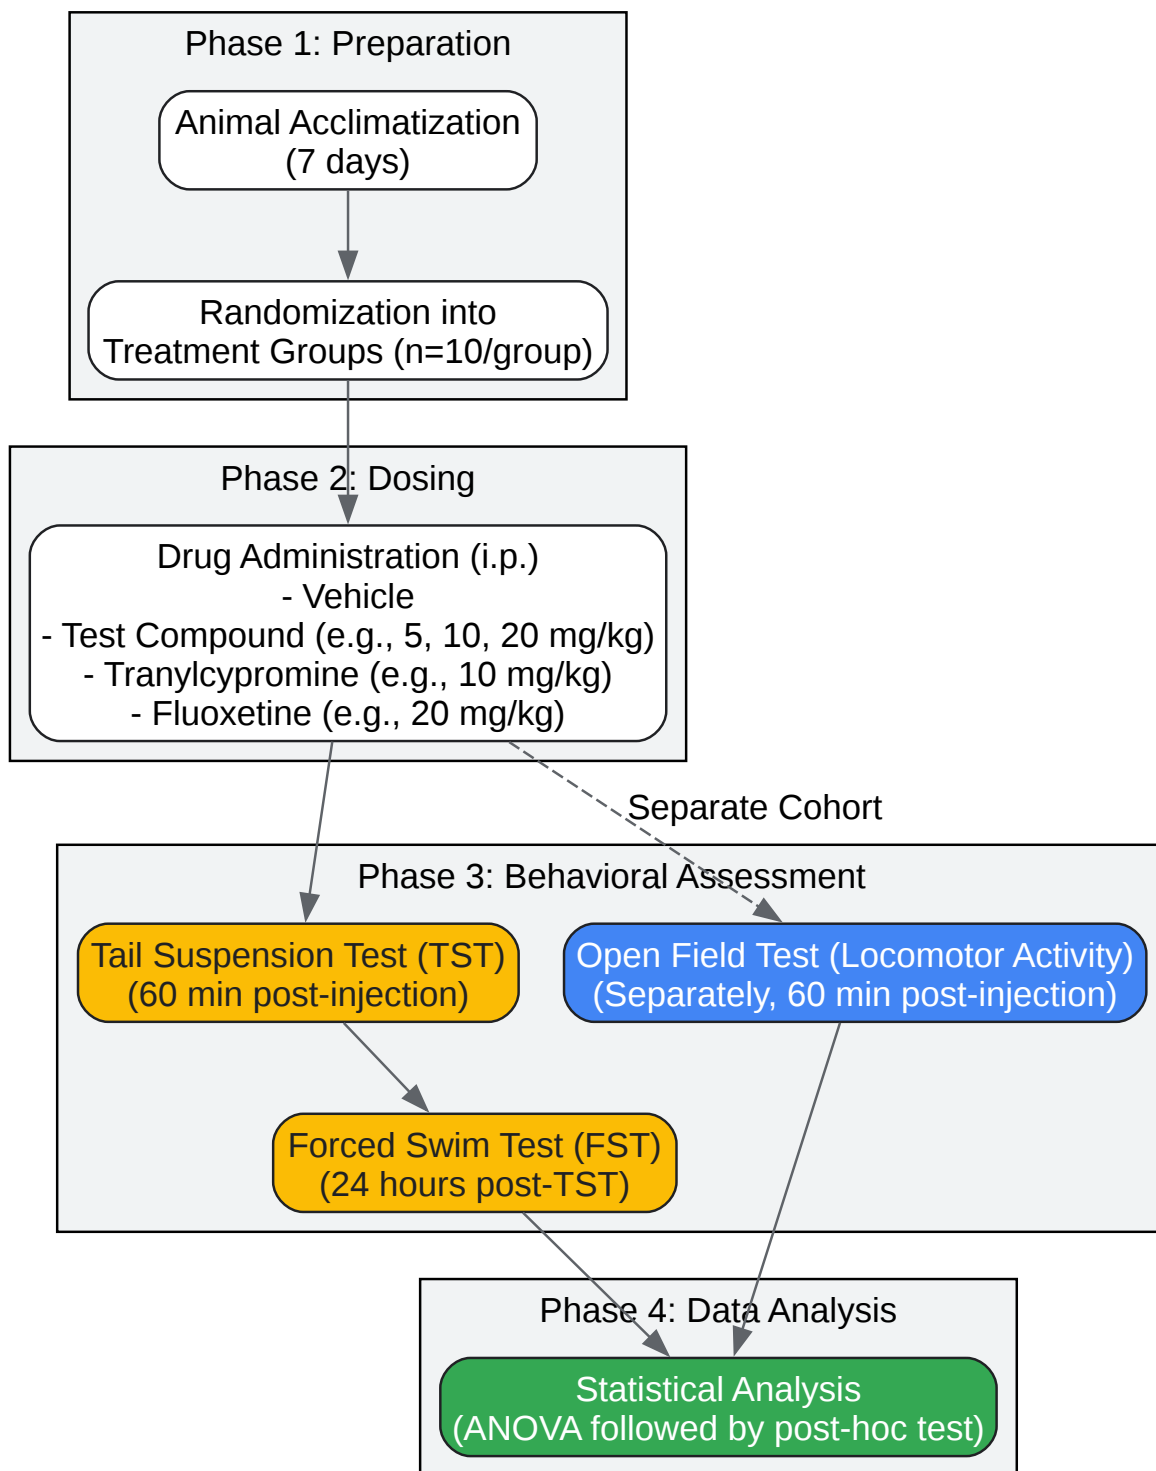 Phase 1: Preparation
Animal Acclimatization
(7 days)
Randomization into
Treatment Groups (n=10/group)
Phase 2: Dosing
Drug Administration (i.p.)
- Vehicle
- Test Compound (e.g., 5, 10, 20 mg/kg)
- Tranylcypromine (e.g., 10 mg/kg)
- Fluoxetine (e.g., 20 mg/kg)
Separate Cohort
Phase 3: Behavioral Assessment
Tail Suspension Test (TST)
(60 min post-injection)
Open Field Test (Locomotor Activity)
(Separately, 60 min post-injection)
Forced Swim Test (FST)
(24 hours post-TST)
Phase 4: Data Analysis
Statistical Analysis
(ANOVA followed by post-hoc test)